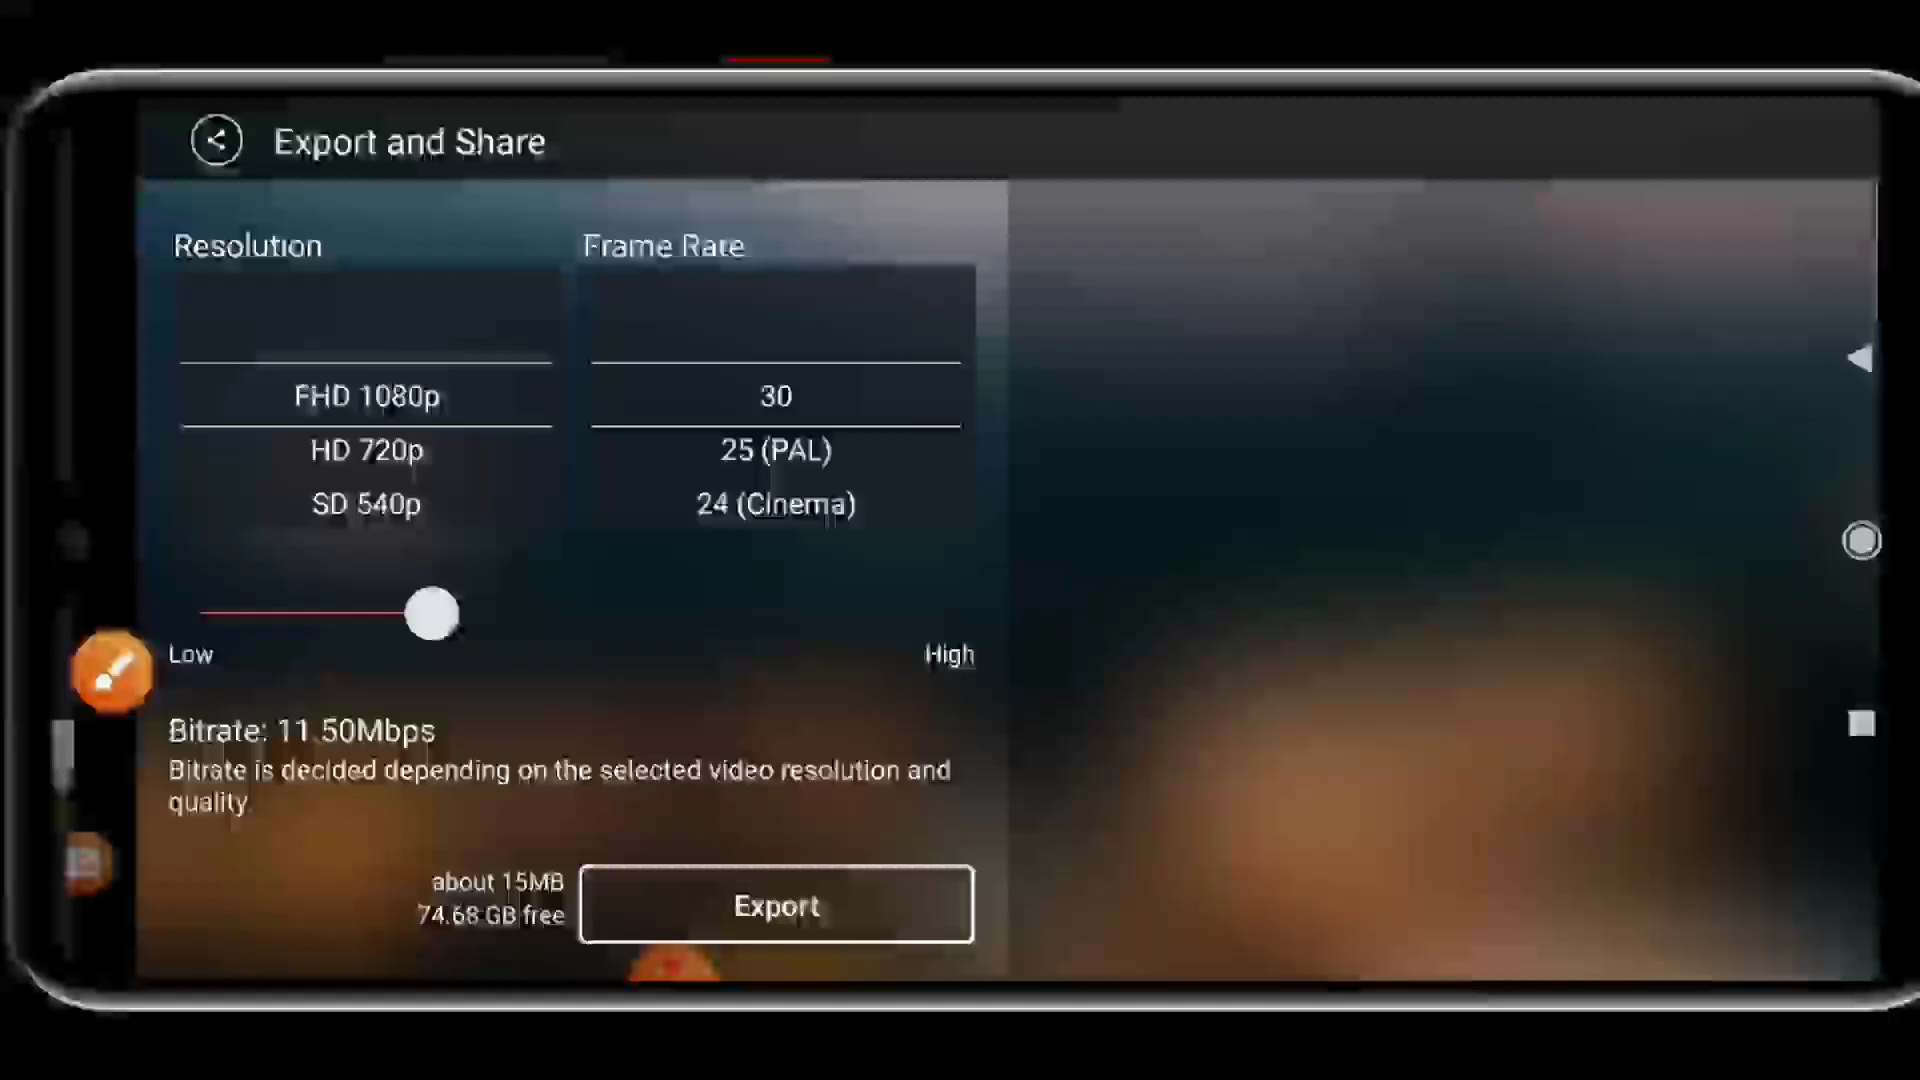 Export and Share
Resolution
Frame Rate
FHD 1080p
30
HD 720p
25 (PAL)
SD 540p
24 (Cinema)
Low
High
Bitrate: 11.50Mbps
Bitrate is decided depending on the selected video resolution and
quality.
about 15MB
74.68 GB free
Export